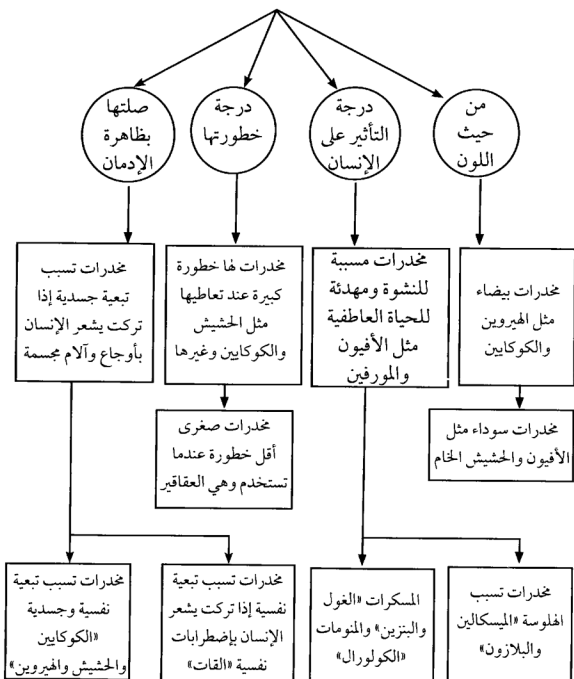 من
حيث
اللون
درجة
التأثير على
الإنسان
درجة
خطورتها
صلتها
بظاهرة
الإدمان
مخدرات بيضاء
مثل الهيروين
والكوكايين
مخدرات مسببة
للنشوة ومهدئة
للحياة العاطفية
مثل الأفيون
والمورفين
مخدرات لها خطورة
كبيرة عند تعاطيها
مثل الحشيش
والكوكايين وغيرها
مخدرات تسبب
تبعية جسدية إذا
تركت يشعر الإنسان
بأوجاع وآلام مجسمة
مخدرات سوداء مثل
الأفيون والحشيش الخام
مخدرات صغرى
أقل خطورة عندما
تستخدم وهي العقاقير
مخدرات تسبب
الهلوسة «الميسكالين
والبلازون»
المسكرات «الغول
والبنزين» والمنومات
«الكولورال»
مخدرات تسبب تبعية
نفسية إذا تركت يشعر
الإنسان بإضطرابات
نفسية «القات»
مخدرات تسبب تبعية
نفسية وجسدية
«الكوكايين
والحشيش والهيروين»